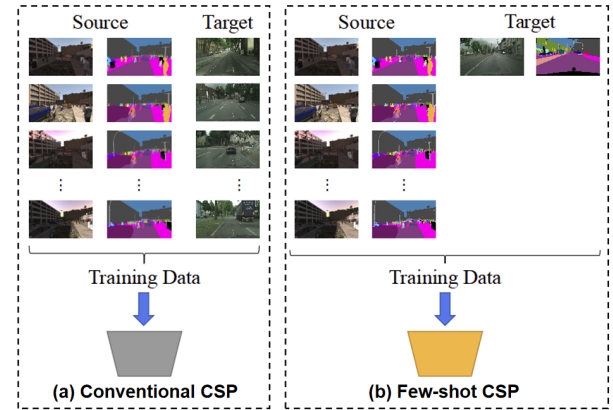 Source Target
Training Data
(a) Conventional CSP
Source Target
Training Data
(b) Few-shot CSP